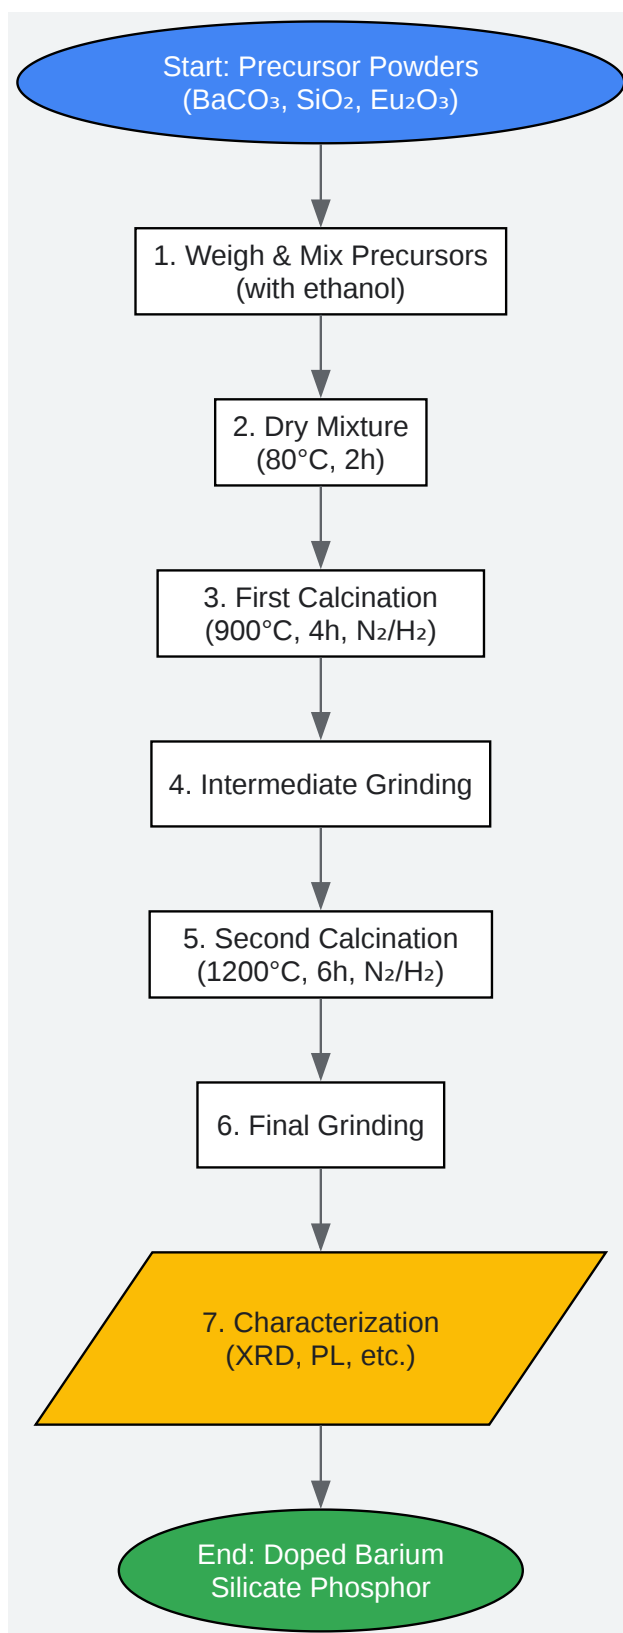 Start: Precursor Powders
(BaCO₃, SiO₂, Eu₂O₃)
1. Weigh & Mix Precursors
(with ethanol)
2. Dry Mixture
(80°C, 2h)
3. First Calcination
(900°C, 4h, N₂/H₂)
4. Intermediate Grinding
5. Second Calcination
(1200°C, 6h, N₂/H₂)
6. Final Grinding
7. Characterization
(XRD, PL, etc.)
End: Doped Barium
Silicate Phosphor